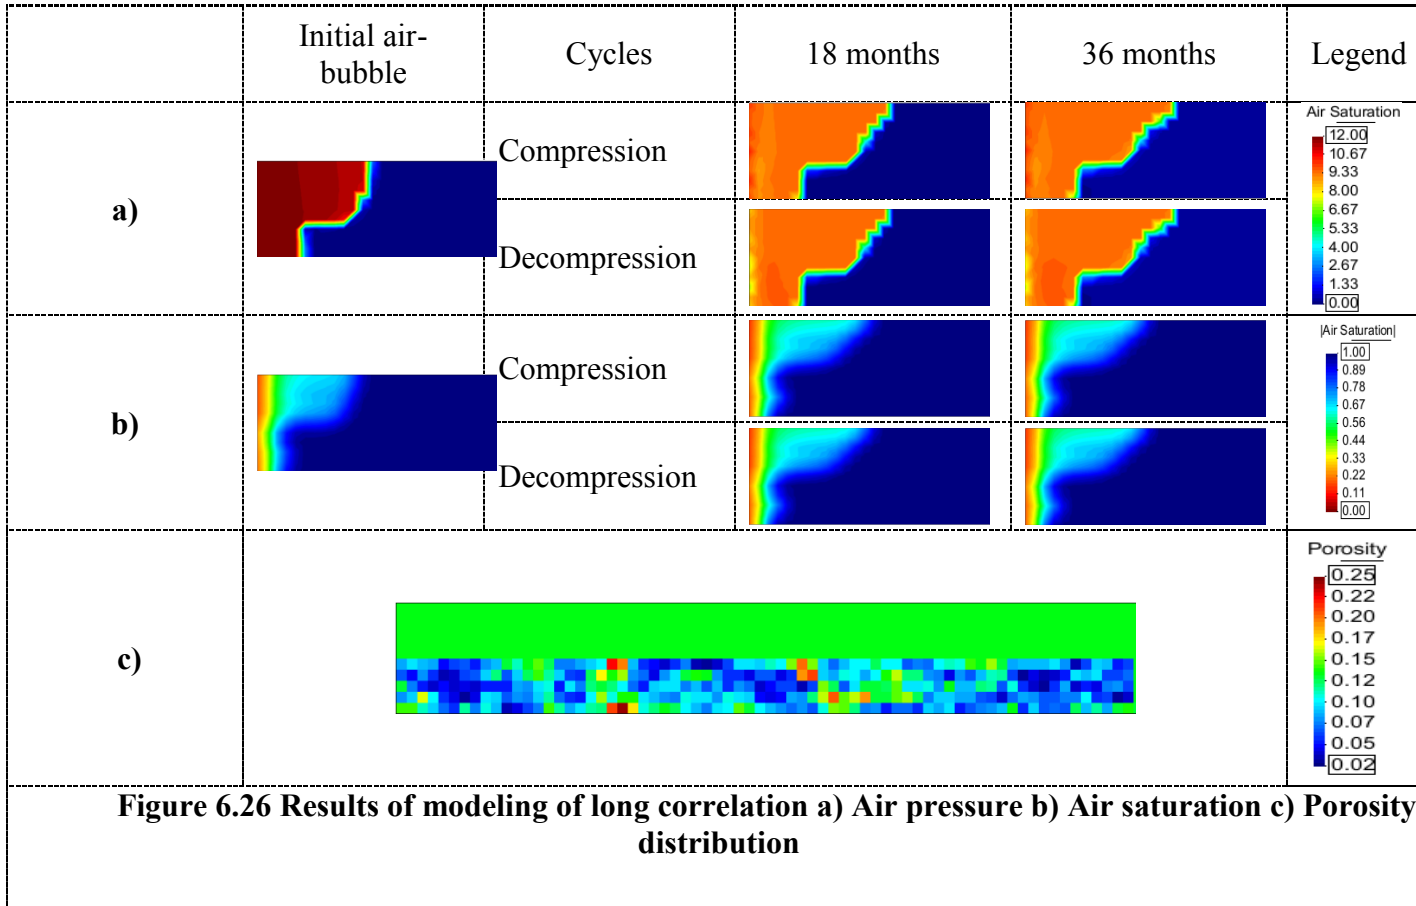 Initial air-
bubble
Cycles
18 months
36 months
Legend
a)
Compression
Decompression
Air Saturation
12.00
10.67
9.33
8.00
6.67
5.33
4.00
2.67
1.33
0.00
b)
Compression
Decompression
|Air Saturation|
1.00
0.89
0.78
0.67
0.56
0.44
0.33
0.22
0.11
0.00
c)
Porosity
0.25
0.22
0.20
0.17
0.15
0.12
0.10
0.07
0.05
0.02
Figure 6.26 Results of modeling of long correlation a) Air pressure b) Air saturation c) Porosity
distribution